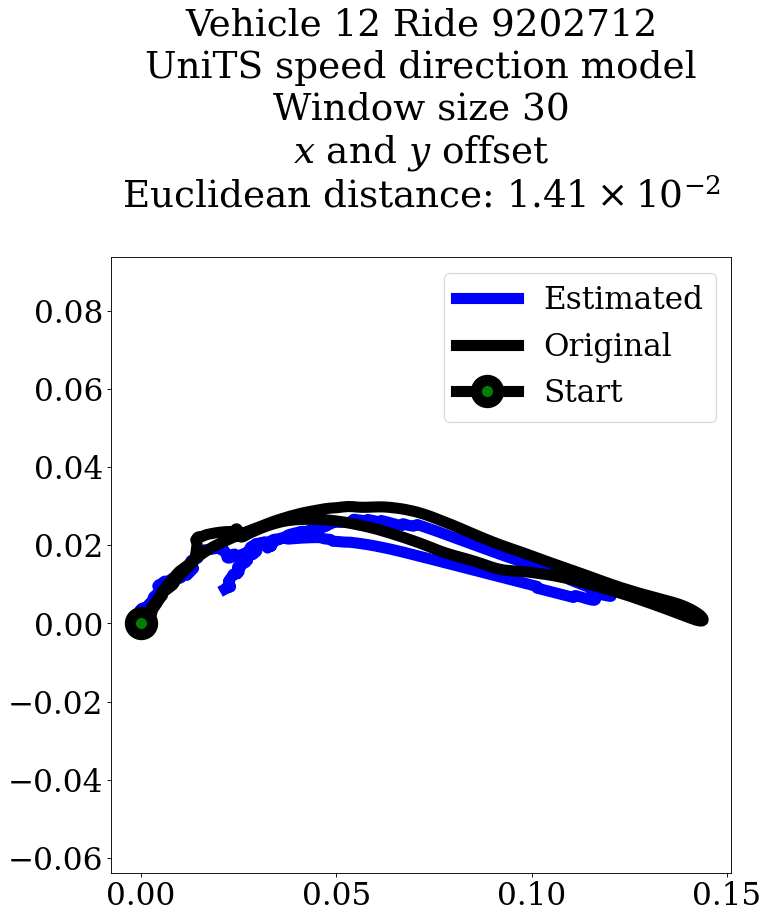 Vehicle 12 Ride 9202712
UniTS speed direction model
Window size 30
x and y offset
Euclidean distance: 1.41 × 10⁻²
Estimated
Original
Start
0.08
0.06
0.04
0.02
0.00
−0.02
−0.04
−0.06
0.00 0.05 0.10 0.15